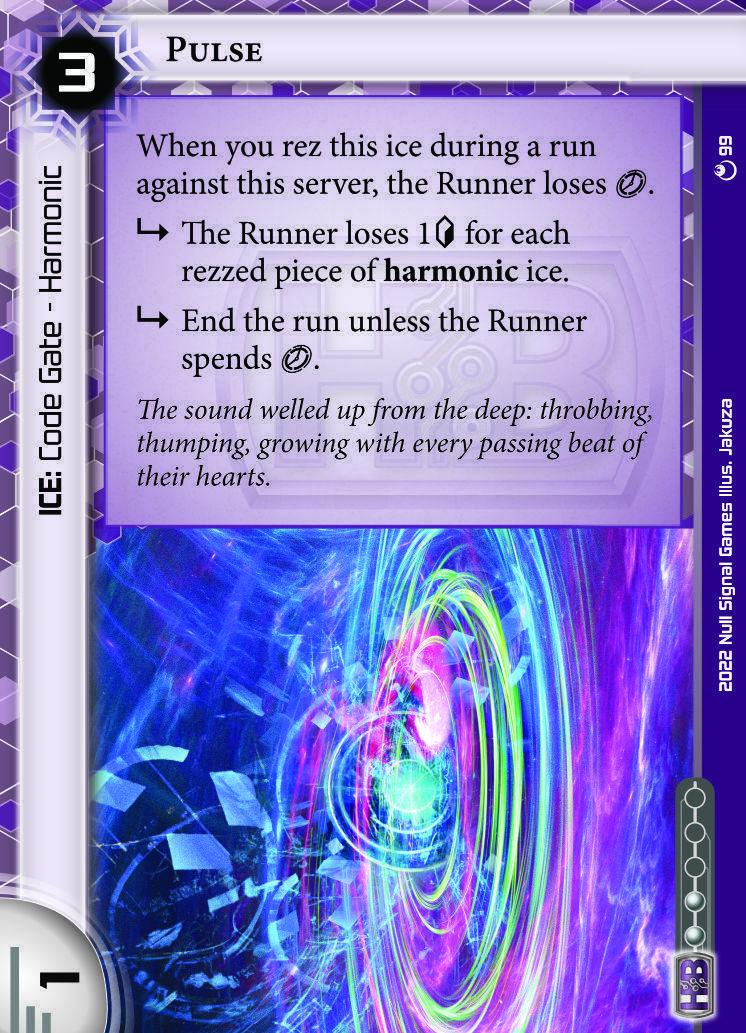 3
PULSE
When you rez this ice during a run
against this server, the Runner loses .
The Runner loses 1 for each
rezzed piece of harmonic ice.
End the run unless the Runner
spends .
The sound welled up from the deep: throbbing,
thumping, growing with every passing beat of
their hearts.
ICE: Code Gate - Harmonic
1
99
2022 Null Signal Games Illus. Jakuza
HB